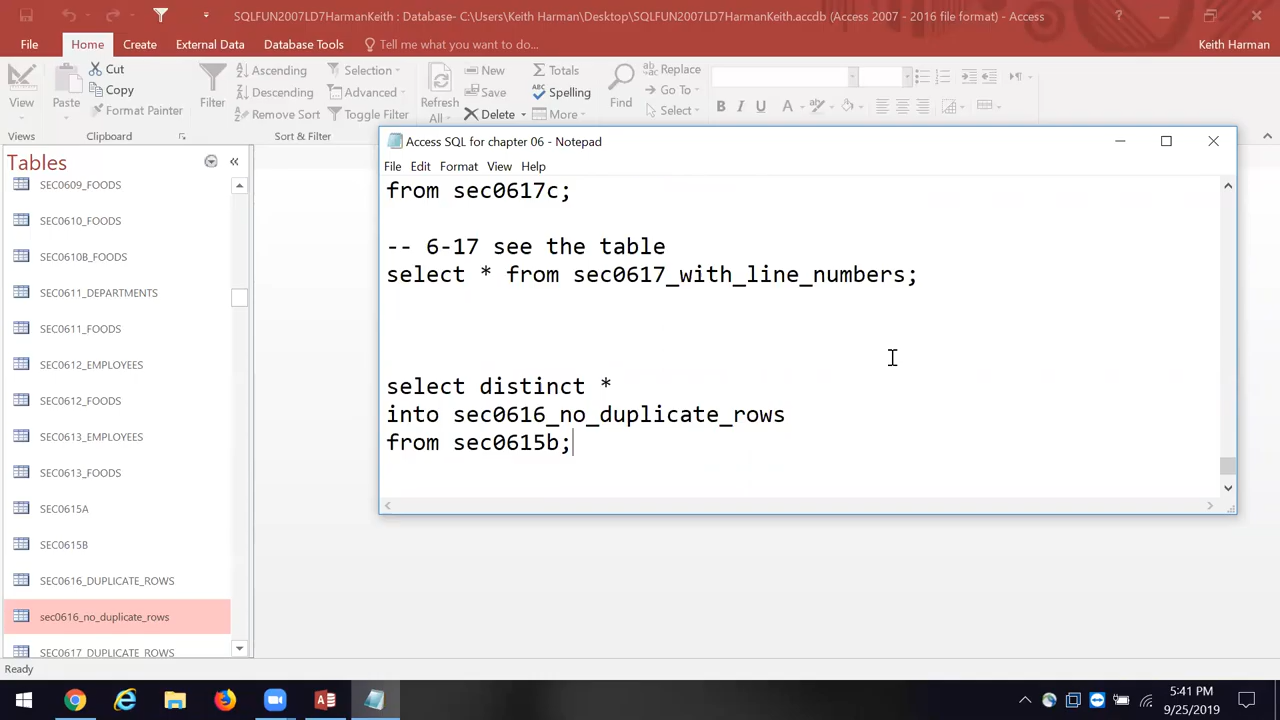 SQLFUN2007LD7HarmanKeith : Database- C:\Users\Keith Harman\Desktop\SQLFUN2007LD7HarmanKeith.accdb (Access 2007 - 2016 file format) - Access
File
Home
Create
External Data
Database Tools
Tell me what you want to do...
Keith Harman
View
Views
Paste
Cut
Copy
Format Painter
Clipboard
Filter
Ascending
Descending
Remove Sort
Selection
Advanced
Toggle Filter
Sort & Filter
Refresh
All
New
Save
Delete
Totals
Spelling
More
Find
Replace
Go To
Select
B I U A
Tables
SEC0609_FOODS
SEC0610_FOODS
SEC0610B_FOODS
SEC0611_DEPARTMENTS
SEC0611_FOODS
SEC0612_EMPLOYEES
SEC0612_FOODS
SEC0613_EMPLOYEES
SEC0613_FOODS
SEC0615A
SEC0615B
SEC0616_DUPLICATE_ROWS
sec0616_no_duplicate_rows
SEC0617_DUPLICATE_ROWS
Access SQL for chapter 06 - Notepad
File Edit Format View Help
from sec0617c;
-- 6-17 see the table
select * from sec0617_with_line_numbers;
select distinct *
into sec0616_no_duplicate_rows
from sec0615b;
Ready
5:41 PM
9/25/2019